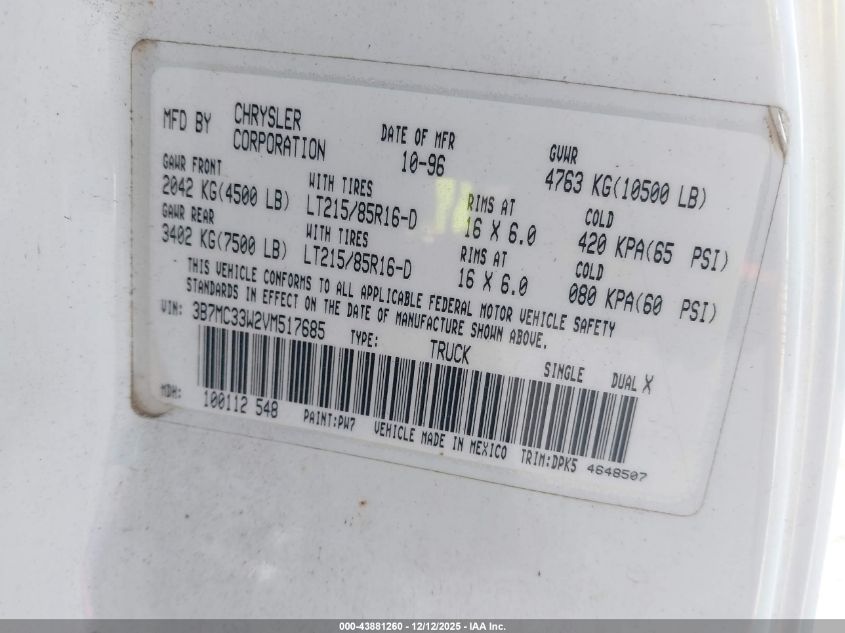 MFD BY CHRYSLER CORPORATION DATE OF MFR 10-96 GVWR 4763 KG(10500 LB)
GAWR FRONT WITH TIRES RIMS AT COLD
2042 KG(4500 LB) LT215/85R16-D 16 X 6.0 420 KPA(65 PSI)
GAWR REAR WITH TIRES RIMS AT COLD
3402 KG(7500 LB) LT215/85R16-D 16 X 6.0 080 KPA(60 PSI)
THIS VEHICLE CONFORMS TO ALL APPLICABLE FEDERAL MOTOR VEHICLE SAFETY
STANDARDS IN EFFECT ON THE DATE OF MANUFACTURE SHOWN ABOVE.
VIN: 3B7MC33W2VM517685 TYPE: TRUCK SINGLE DUAL X
MDH: 100112 548 PAINT:PW7 VEHICLE MADE IN MEXICO TRIM:DPK5 4648507
000-43881260 - 12/12/2025 - IAA Inc.